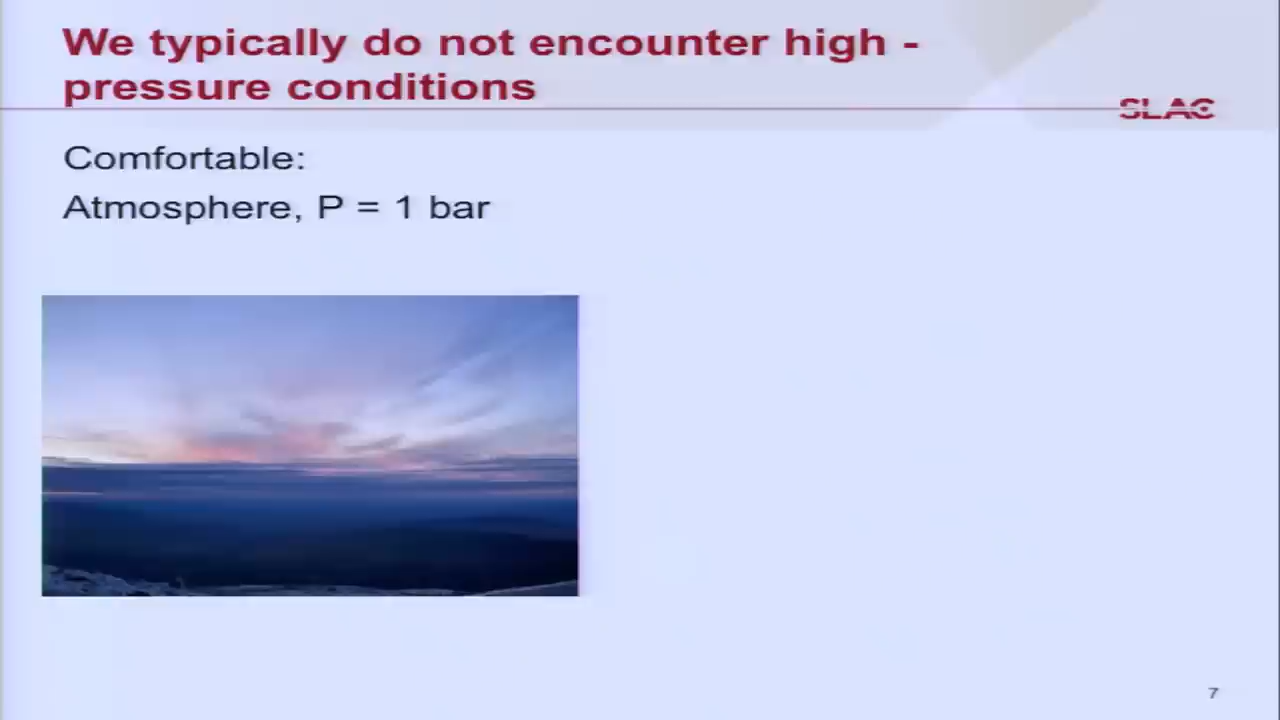 We typically do not encounter high -
pressure conditions
SLAC
Comfortable:
Atmosphere, P = 1 bar
7